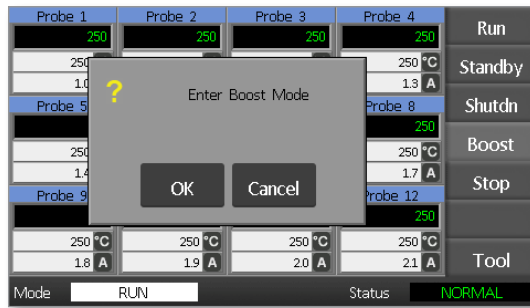 Probe 1 Probe 2 Probe 3 Probe 4 Run
250 250 250 250
250 250 °C Standby
1.0 1.3 A
? Enter Boost Mode
Probe 5 Probe 8 Shutdn
250
250 250 °C Boost
1.4 1.7 A
OK Cancel
Probe 9 Probe 12 Stop
250
250 °C 250 °C 250 °C 250 °C
1.8 A 1.9 A 2.0 A 2.1 A Tool
Mode RUN Status NORMAL